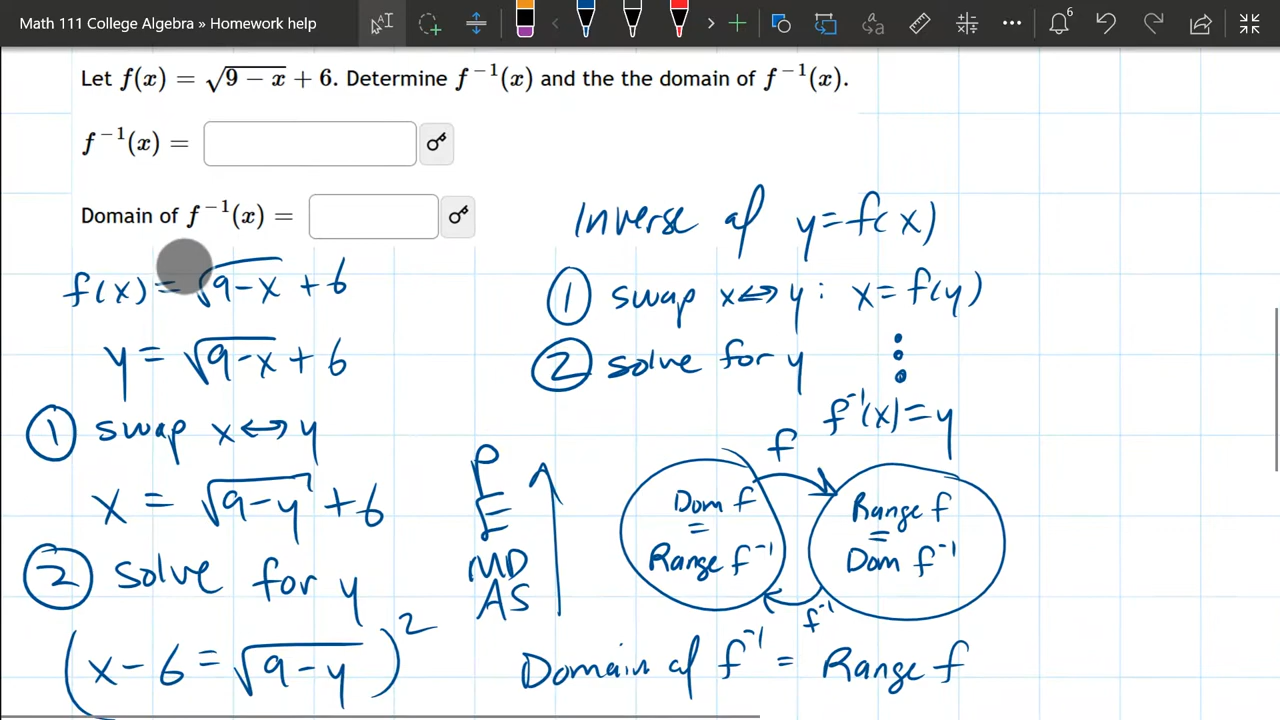 Math 111 College Algebra » Homework help
6
Let f(x) = √(9 − x) + 6. Determine f⁻¹(x) and the the domain of f⁻¹(x).
f⁻¹(x) =
Domain of f⁻¹(x) =
f(x) = √(9−x) + 6
y = √(9−x) + 6
① swap x ↔ y
x = √(9−y) + 6
② solve for y
(x − 6 = √(9−y))²
P
E
MD
AS
Inverse of y = f(x)
① swap x ↔ y : x = f(y)
② solve for y
f⁻¹(x) = y
f
Dom f
=
Range f⁻¹
Range f
=
Dom f⁻¹
f⁻¹
Domain of f⁻¹ = Range f